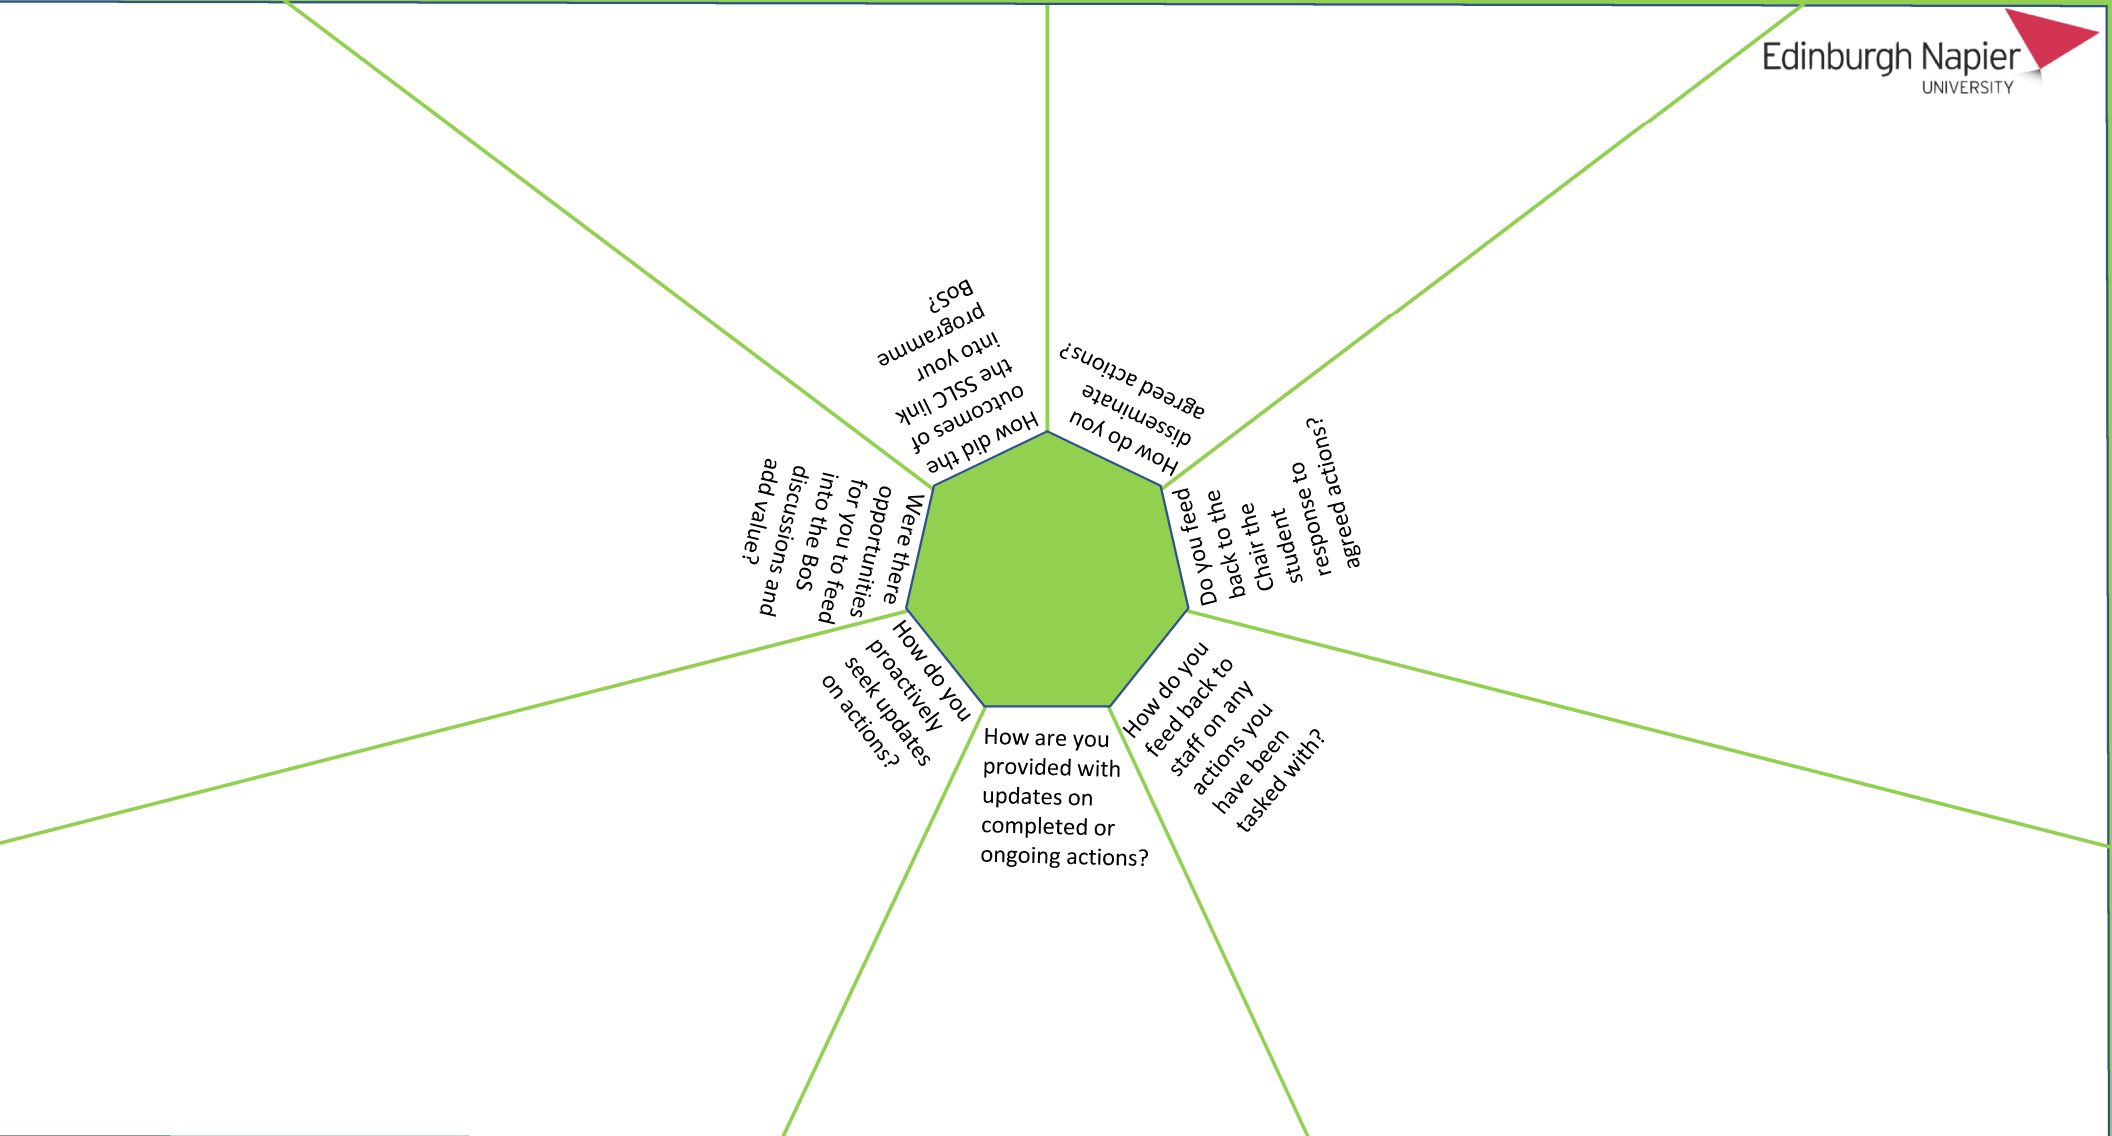 Edinburgh Napier
UNIVERSITY
How did the
outcomes of
the SSLC link
into your
programme
BoS?
How do you
disseminate
agreed actions?
Do you feed
back to the
Chair the
student
response to
agreed actions?
How do you
feed back to
staff on any
actions you
have been
tasked with?
How are you
provided with
updates on
completed or
ongoing actions?
How do you
proactively
seek updates
on actions?
Were there
opportunities
for you to feed
into the BoS
discussions and
add value?